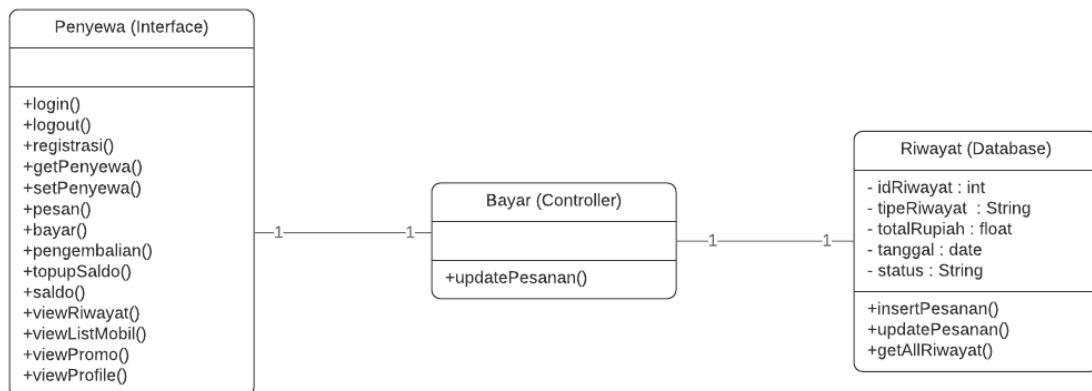 Penyewa (Interface)
+login()
+logout()
+registrasi()
+getPenyewa()
+setPenyewa()
+pesan()
+bayar()
+pengembalian()
+topupSaldo()
+saldo()
+viewRiwayat()
+viewListMobil()
+viewPromo()
+viewProfile()
1
1
Bayar (Controller)
+updatePesanan()
1
1
Riwayat (Database)
- idRiwayat : int
- tipeRiwayat  : String
- totalRupiah : float
- tanggal : date
- status : String
+insertPesanan()
+updatePesanan()
+getAllRiwayat()